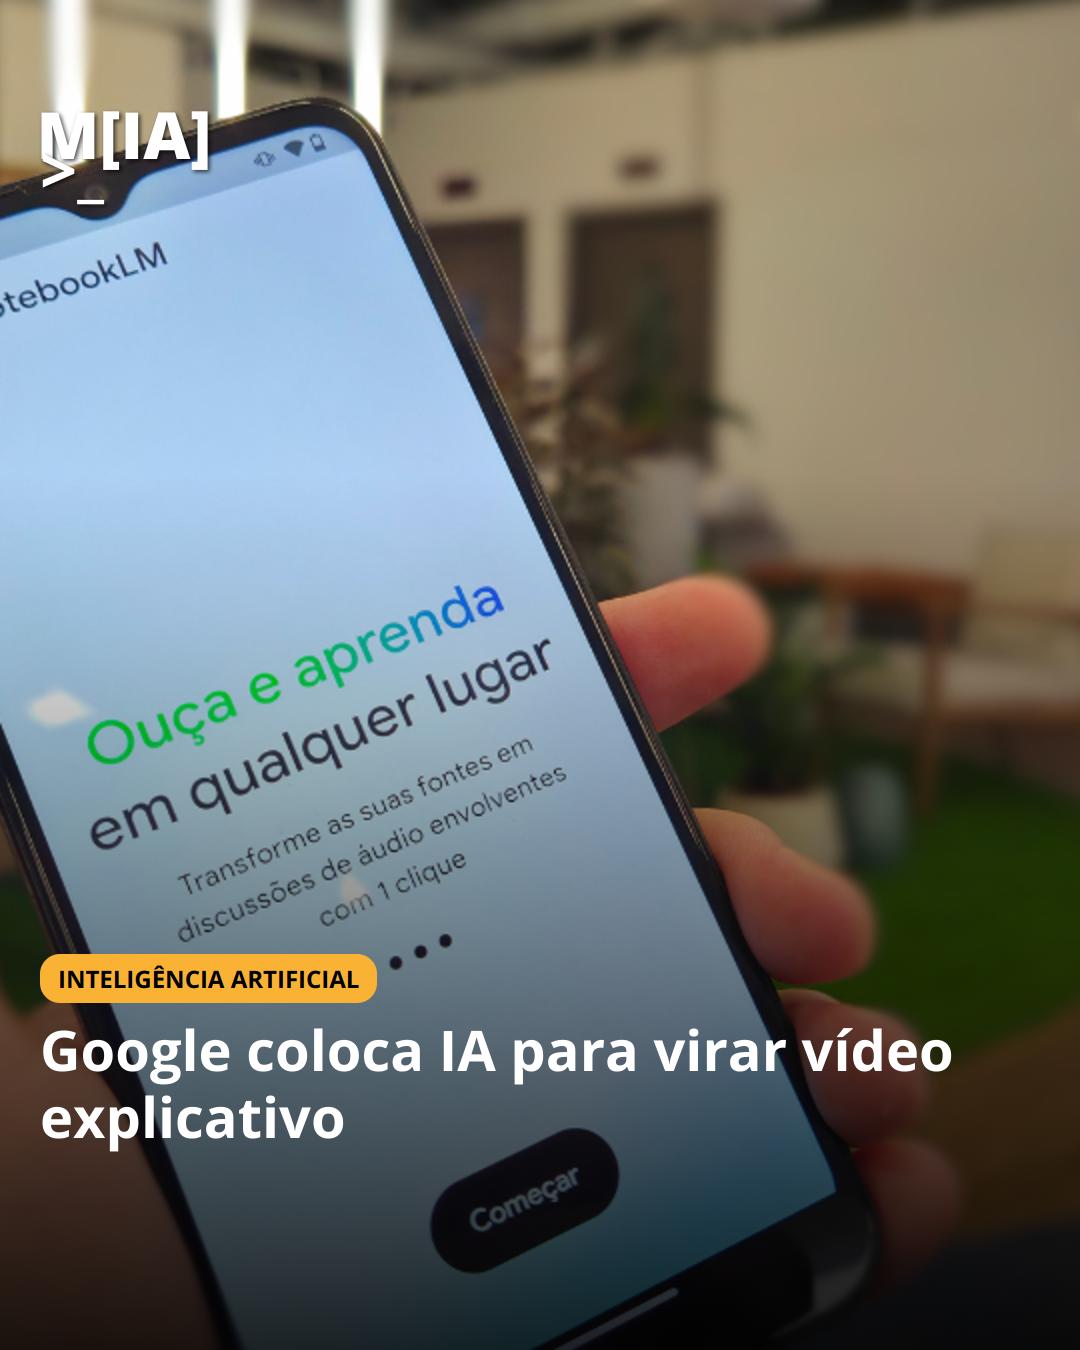 M[IA]
>_
otebookLM
Ouça e aprenda
em qualquer lugar
Transforme as suas fontes em
discussões de áudio envolventes
com 1 clique
INTELIGÊNCIA ARTIFICIAL
Google coloca IA para virar vídeo
explicativo
Começar